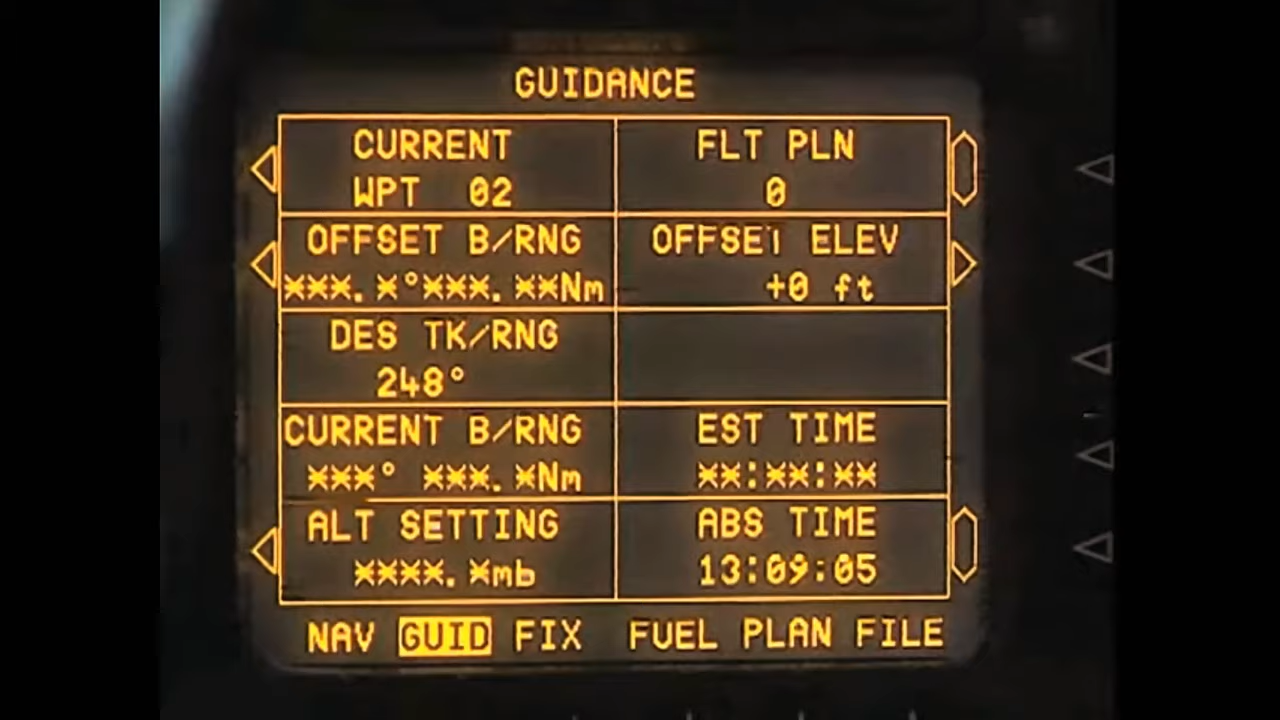 GUIDANCE
CURRENT
WPT 02
FLT PLN
0
OFFSET B/RNG
***.*°***.**Nm
OFFSET ELEV
+0 ft
DES TK/RNG
248°
CURRENT B/RNG
***° ***.*Nm
EST TIME
**:**:**
ALT SETTING
****.*mb
ABS TIME
13:09:05
NAV GUID FIX FUEL PLAN FILE